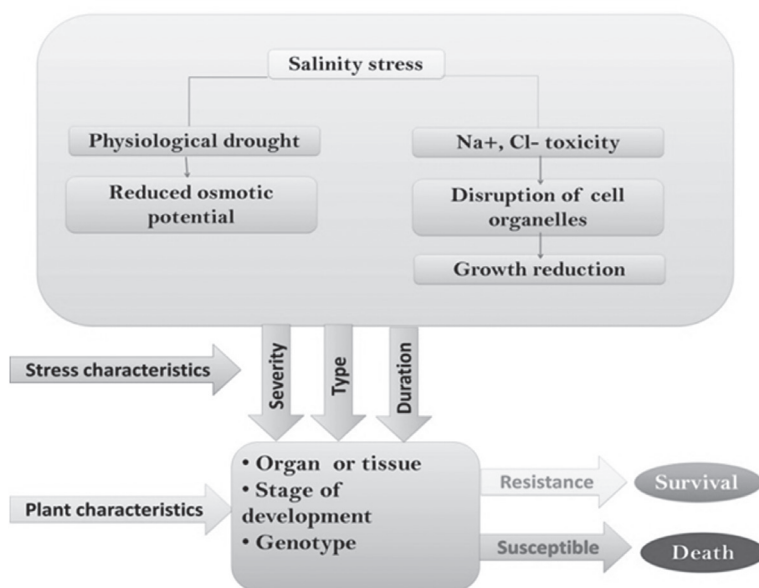 Salinity stress
Physiological drought
Reduced osmotic
potential
Na+, Cl- toxicity
Disruption of cell
organelles
Growth reduction
Stress characteristics
Severity
Type
Duration
Plant characteristics
• Organ or tissue
• Stage of
development
• Genotype
Resistance
Survival
Susceptible
Death